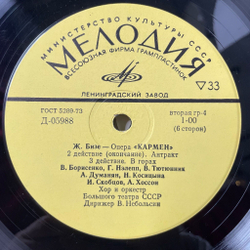 МИНИСТЕРСТВО КУЛЬТУРЫ СССР
МЕЛОДИЯ
ВСЕСОЮЗНАЯ ФИРМА ГРАМПЛАСТИНОК
ЛЕНИНГРАДСКИЙ ЗАВОД
33
ГОСТ 5289-73
Д-05988
вторая гр-4
1-00
(6 сторон)
Ж. Бизе — Опера «КАРМЕН»
2 действие (окончание). Антракт
3 действие. В горах
В. Борисенко, Г. Нэлепп, В. Тютюнник
А. Думанян, Н. Косицына
И. Скобцов, А. Хоссон
Хор и оркестр
Большого театра СССР
Дирижер В. Небольсин